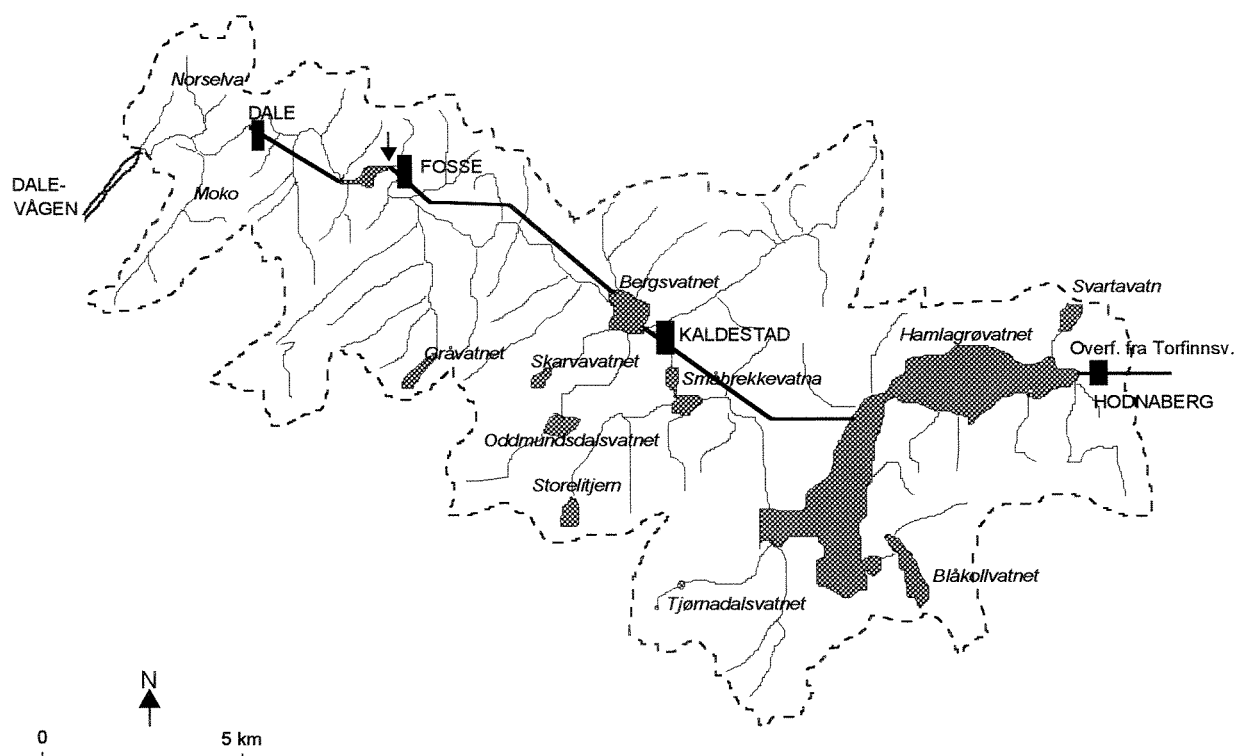 Norselva
DALE
FOSSE
DALE-
VÅGEN
Moko
Bergsvatnet
Svartavatn
KALDESTAD
Hamlagrøvatnet
Gråvatnet
Skarvavatnet
Småbrekkevatna
Overf. fra Torfinnsv.
HODNABERG
Oddmundsdalsvatnet
Storelitjern
Blåkollvatnet
Tjørnadalsvatnet
N
0 5 km